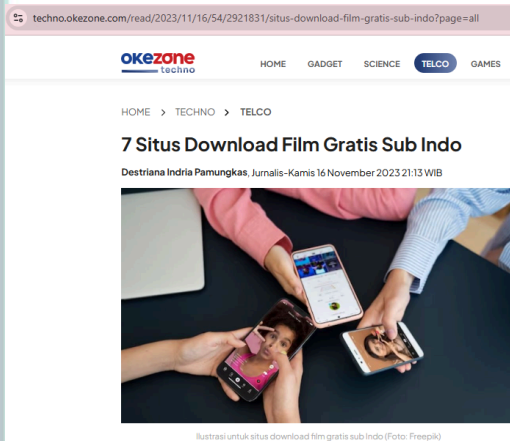 techno.okezone.com/read/2023/11/16/54/2921831/situs-download-film-gratis-sub-indo?page=all
okezone
techno
HOME GADGET SCIENCE TELCO GAMES
HOME > TECHNO > TELCO
7 Situs Download Film Gratis Sub Indo
Destriana Indria Pamungkas, Jurnalis-Kamis 16 November 2023 21:13 WIB
Ilustrasi untuk situs download film gratis sub Indo (Foto: Freepik)